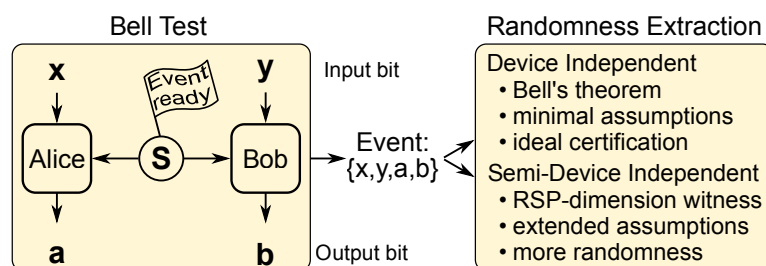 Bell Test
x
y
Input bit
Event
ready
Alice
S
Bob
a
b
Output bit
Event:
{x,y,a,b}
Randomness Extraction
Device Independent
• Bell's theorem
• minimal assumptions
• ideal certification
Semi-Device Independent
• RSP-dimension witness
• extended assumptions
• more randomness